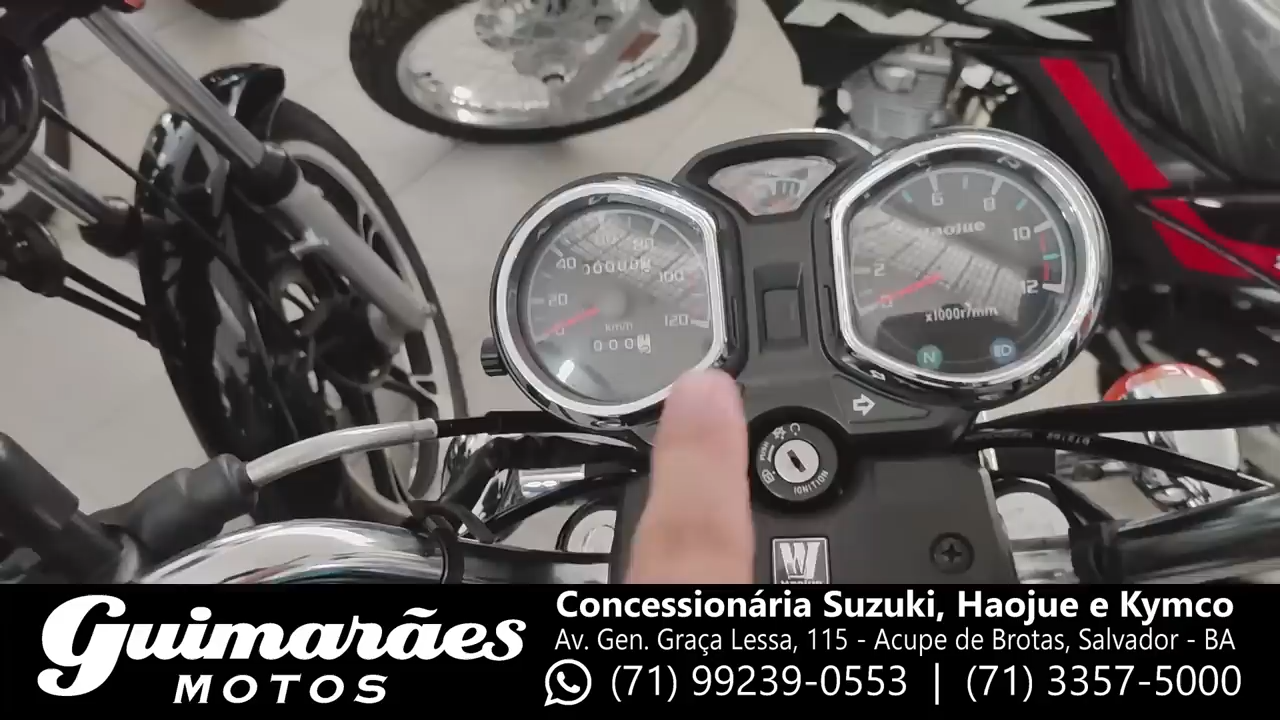 6 8
10
12
2
0
Haojue
x1000r/min
N
80
40
100
20
120
0
km/h
PUSH
IGNITION
Haojue
Guimarães
MOTOS
Concessionária Suzuki, Haojue e Kymco
Av. Gen. Graça Lessa, 115 - Acupe de Brotas, Salvador - BA
(71) 99239-0553 | (71) 3357-5000